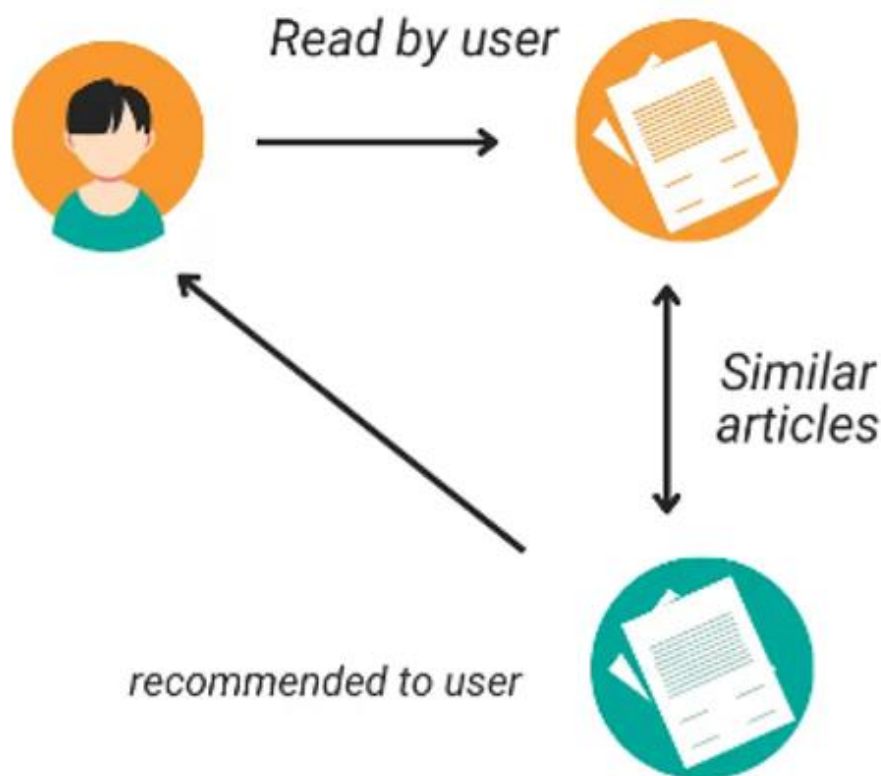 Read by user
Similar
articles
recommended to user